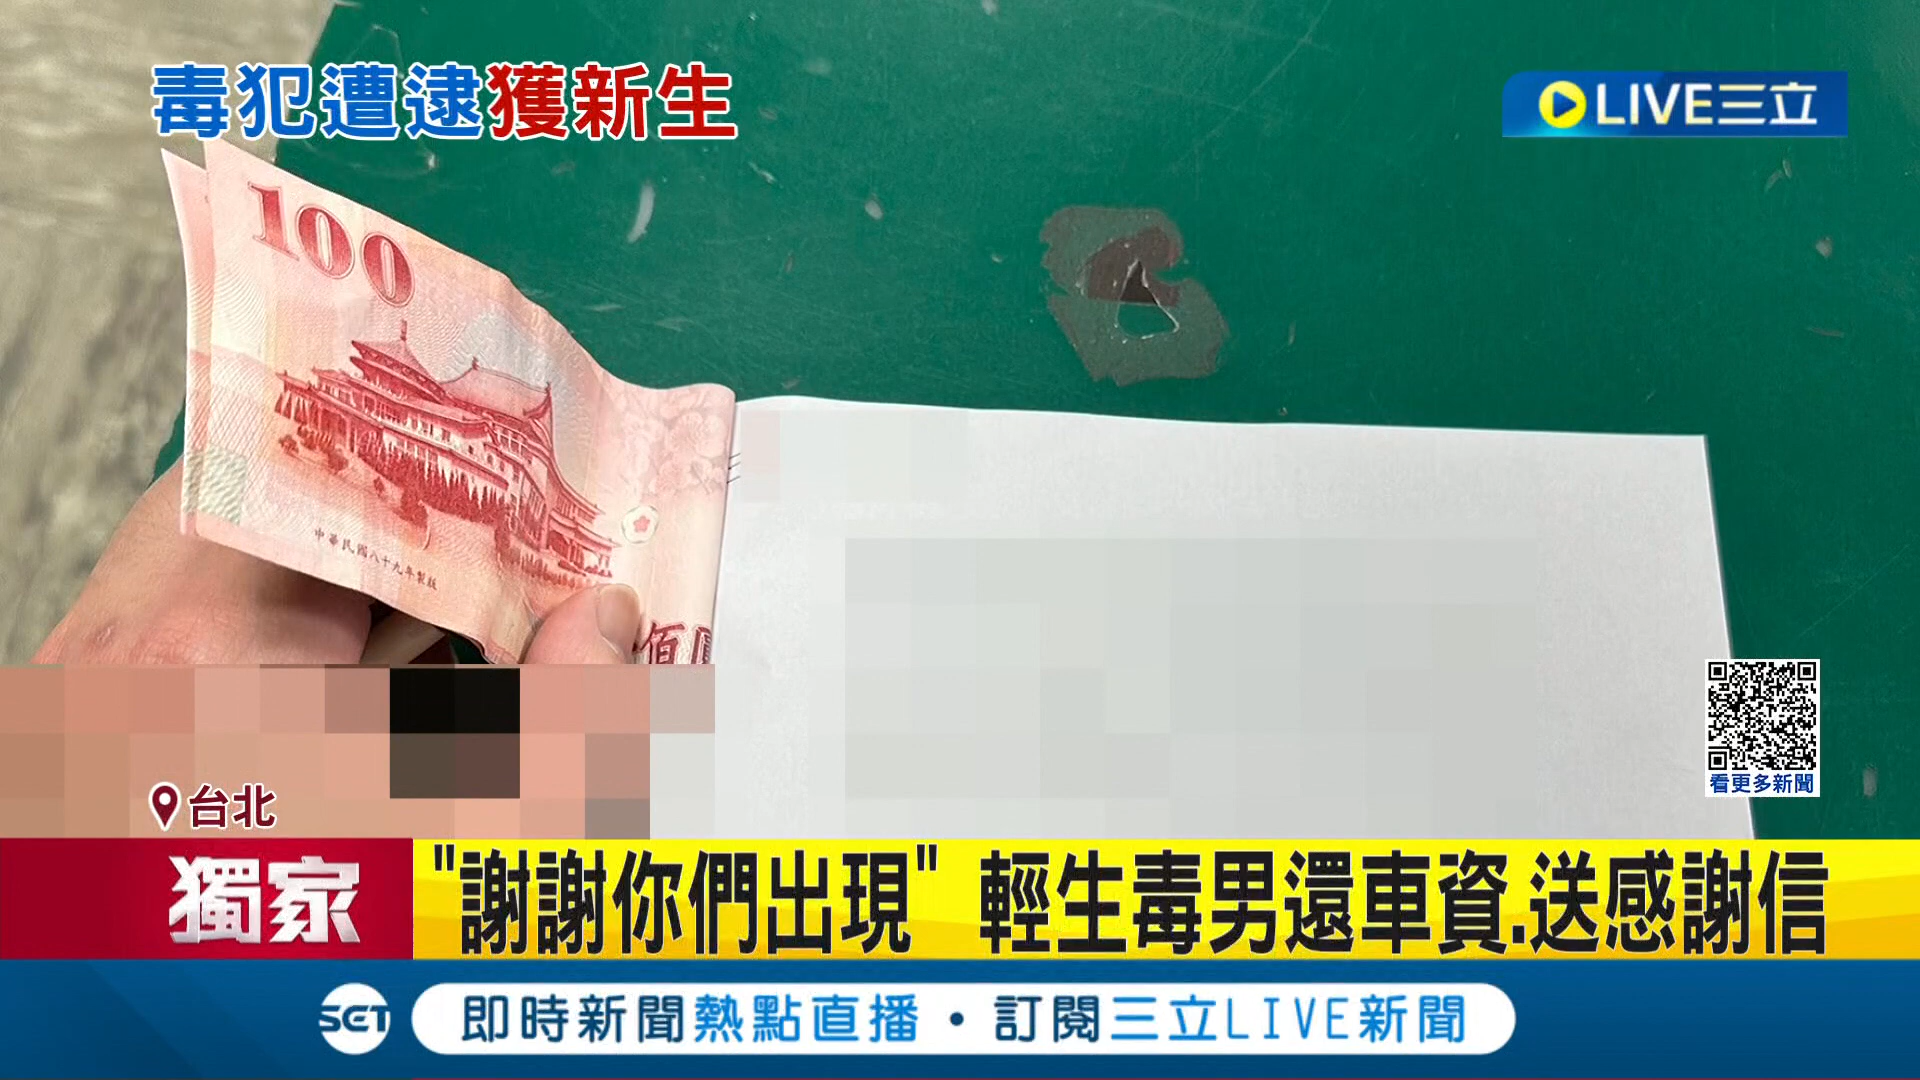 毒犯遭逮獲新生
LIVE三立
100
中華民國八十九年製版
佰
看更多新聞
台北
獨家
"謝謝你們出現" 輕生毒男還車資.送感謝信
SET
即時新聞熱點直播・訂閱三立LIVE新聞